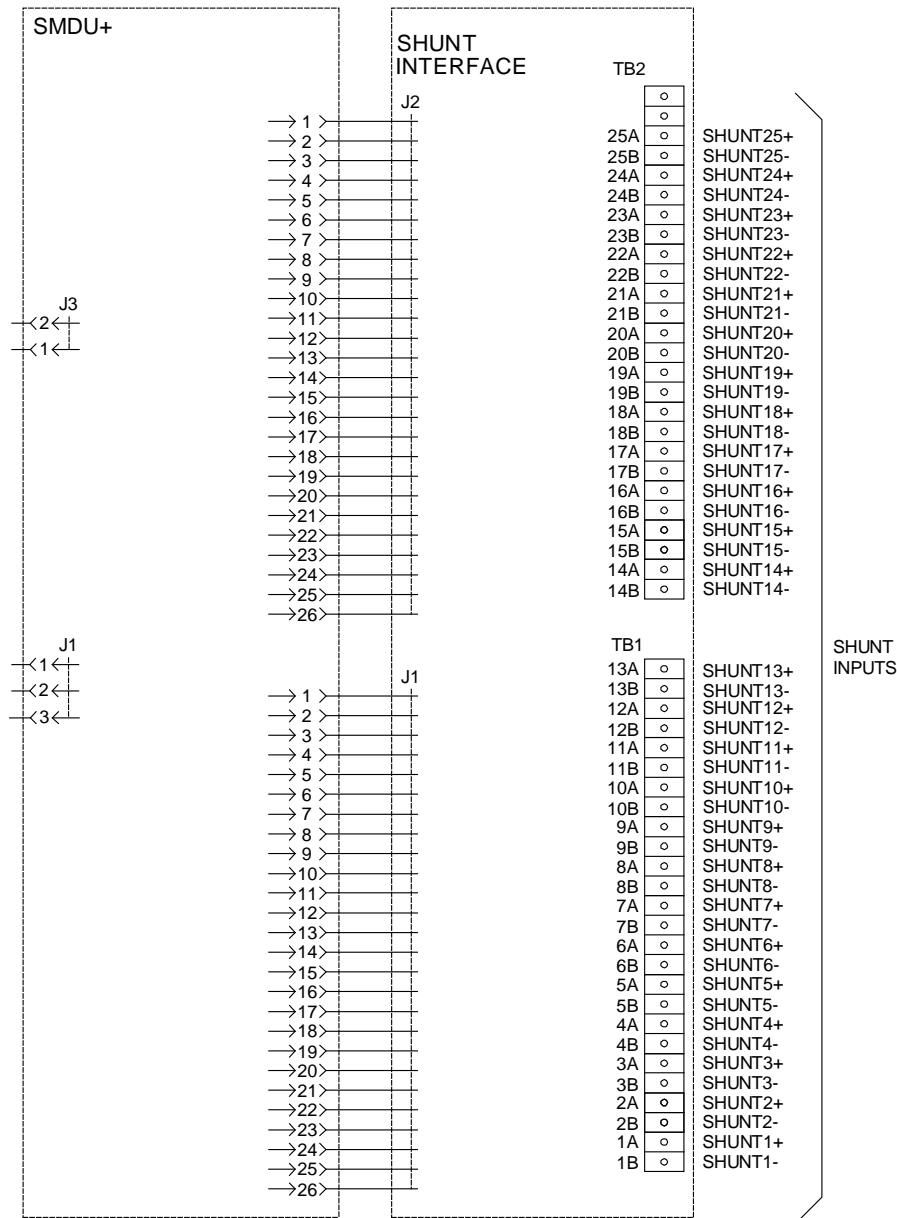 SMDU+
SHUNT
INTERFACE
TB2
J2
1
2
3
4
5
6
7
8
9
10
11
12
13
14
15
16
17
18
19
20
21
22
23
24
25
26
J3
2
1
25A SHUNT25+
25B SHUNT25-
24A SHUNT24+
24B SHUNT24-
23A SHUNT23+
23B SHUNT23-
22A SHUNT22+
22B SHUNT22-
21A SHUNT21+
21B SHUNT21-
20A SHUNT20+
20B SHUNT20-
19A SHUNT19+
19B SHUNT19-
18A SHUNT18+
18B SHUNT18-
17A SHUNT17+
17B SHUNT17-
16A SHUNT16+
16B SHUNT16-
15A SHUNT15+
15B SHUNT15-
14A SHUNT14+
14B SHUNT14-
J1
1
2
3
J1
1
2
3
4
5
6
7
8
9
10
11
12
13
14
15
16
17
18
19
20
21
22
23
24
25
26
TB1
13A SHUNT13+
13B SHUNT13-
12A SHUNT12+
12B SHUNT12-
11A SHUNT11+
11B SHUNT11-
10A SHUNT10+
10B SHUNT10-
9A SHUNT9+
9B SHUNT9-
8A SHUNT8+
8B SHUNT8-
7A SHUNT7+
7B SHUNT7-
6A SHUNT6+
6B SHUNT6-
5A SHUNT5+
5B SHUNT5-
4A SHUNT4+
4B SHUNT4-
3A SHUNT3+
3B SHUNT3-
2A SHUNT2+
2B SHUNT2-
1A SHUNT1+
1B SHUNT1-
SHUNT
INPUTS